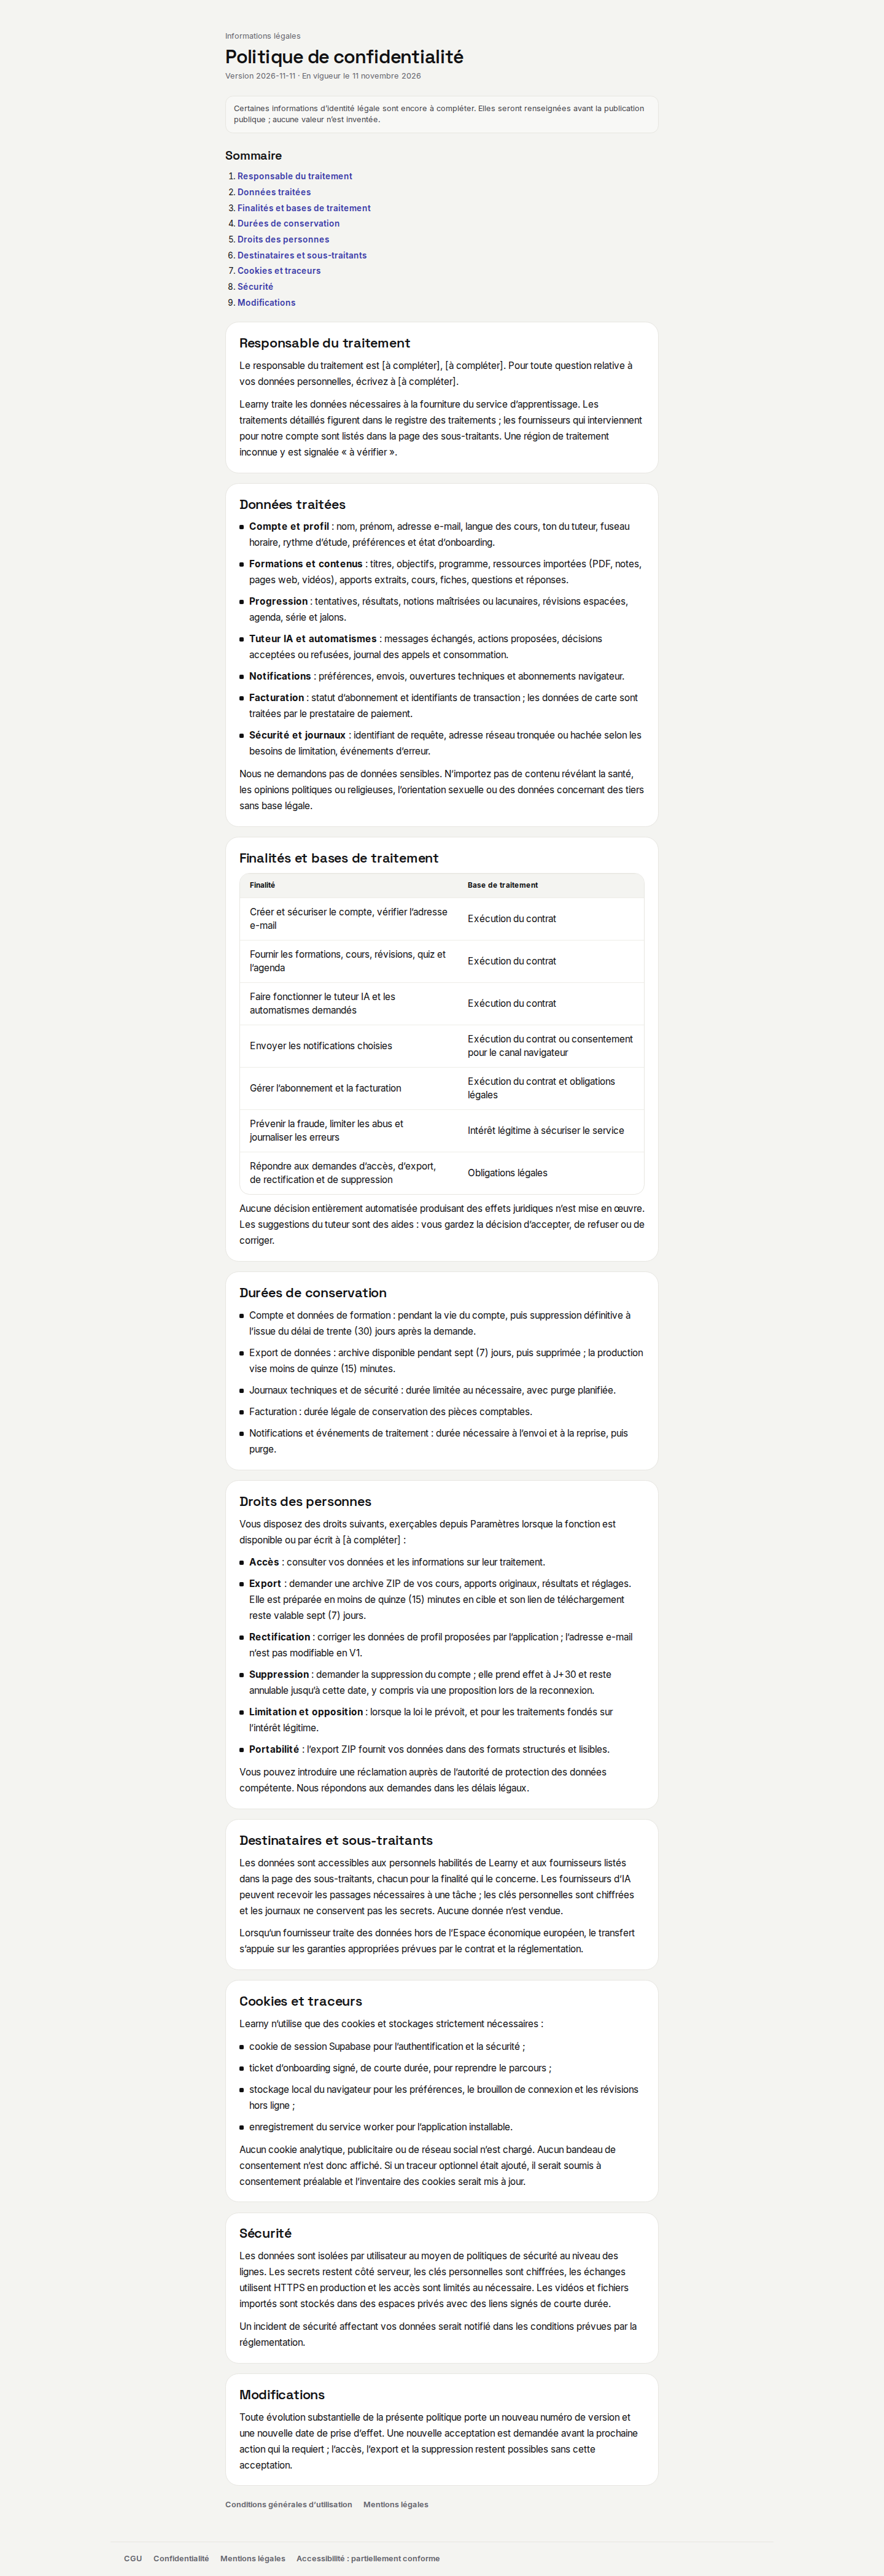 Informations légales
Politique de confidentialité
Version 2026-11-11 · En vigueur le 11 novembre 2026
Certaines informations d’identité légale sont encore à compléter. Elles seront renseignées avant la publication
publique ; aucune valeur n’est inventée.
Sommaire
1. Responsable du traitement
2. Données traitées
3. Finalités et bases de traitement
4. Durées de conservation
5. Droits des personnes
6. Destinataires et sous-traitants
7. Cookies et traceurs
8. Sécurité
9. Modifications
Responsable du traitement
Le responsable du traitement est [à compléter], [à compléter]. Pour toute question relative à
vos données personnelles, écrivez à [à compléter].
Learny traite les données nécessaires à la fourniture du service d’apprentissage. Les
traitements détaillés figurent dans le registre des traitements ; les fournisseurs qui interviennent
pour notre compte sont listés dans la page des sous-traitants. Une région de traitement
inconnue y est signalée « à vérifier ».
Données traitées
Compte et profil : nom, prénom, adresse e-mail, langue des cours, ton du tuteur, fuseau
horaire, rythme d’étude, préférences et état d’onboarding.
Formations et contenus : titres, objectifs, programme, ressources importées (PDF, notes,
pages web, vidéos), apports extraits, cours, fiches, questions et réponses.
Progression : tentatives, résultats, notions maîtrisées ou lacunaires, révisions espacées,
agenda, série et jalons.
Tuteur IA et automatismes : messages échangés, actions proposées, décisions
acceptées ou refusées, journal des appels et consommation.
Notifications : préférences, envois, ouvertures techniques et abonnements navigateur.
Facturation : statut d’abonnement et identifiants de transaction ; les données de carte sont
traitées par le prestataire de paiement.
Sécurité et journaux : identifiant de requête, adresse réseau tronquée ou hachée selon les
besoins de limitation, événements d’erreur.
Nous ne demandons pas de données sensibles. N’importez pas de contenu révélant la santé,
les opinions politiques ou religieuses, l’orientation sexuelle ou des données concernant des tiers
sans base légale.
Finalités et bases de traitement
Finalité Base de traitement
Créer et sécuriser le compte, vérifier l’adresse
e-mail
Exécution du contrat
Fournir les formations, cours, révisions, quiz et
l’agenda
Exécution du contrat
Faire fonctionner le tuteur IA et les
automatismes demandés
Exécution du contrat
Envoyer les notifications choisies
Exécution du contrat ou consentement
pour le canal navigateur
Gérer l’abonnement et la facturation
Exécution du contrat et obligations
légales
Prévenir la fraude, limiter les abus et
journaliser les erreurs
Intérêt légitime à sécuriser le service
Répondre aux demandes d’accès, d’export,
de rectification et de suppression
Obligations légales
Aucune décision entièrement automatisée produisant des effets juridiques n’est mise en œuvre.
Les suggestions du tuteur sont des aides : vous gardez la décision d’accepter, de refuser ou de
corriger.
Durées de conservation
Compte et données de formation : pendant la vie du compte, puis suppression définitive à
l’issue du délai de trente (30) jours après la demande.
Export de données : archive disponible pendant sept (7) jours, puis supprimée ; la production
vise moins de quinze (15) minutes.
Journaux techniques et de sécurité : durée limitée au nécessaire, avec purge planifiée.
Facturation : durée légale de conservation des pièces comptables.
Notifications et événements de traitement : durée nécessaire à l’envoi et à la reprise, puis
purge.
Droits des personnes
Vous disposez des droits suivants, exerçables depuis Paramètres lorsque la fonction est
disponible ou par écrit à [à compléter] :
Accès : consulter vos données et les informations sur leur traitement.
Export : demander une archive ZIP de vos cours, apports originaux, résultats et réglages.
Elle est préparée en moins de quinze (15) minutes en cible et son lien de téléchargement
reste valable sept (7) jours.
Rectification : corriger les données de profil proposées par l’application ; l’adresse e-mail
n’est pas modifiable en V1.
Suppression : demander la suppression du compte ; elle prend effet à J+30 et reste
annulable jusqu’à cette date, y compris via une proposition lors de la reconnexion.
Limitation et opposition : lorsque la loi le prévoit, et pour les traitements fondés sur
l’intérêt légitime.
Portabilité : l’export ZIP fournit vos données dans des formats structurés et lisibles.
Vous pouvez introduire une réclamation auprès de l’autorité de protection des données
compétente. Nous répondons aux demandes dans les délais légaux.
Destinataires et sous-traitants
Les données sont accessibles aux personnels habilités de Learny et aux fournisseurs listés
dans la page des sous-traitants, chacun pour la finalité qui le concerne. Les fournisseurs d’IA
peuvent recevoir les passages nécessaires à une tâche ; les clés personnelles sont chiffrées
et les journaux ne conservent pas les secrets. Aucune donnée n’est vendue.
Lorsqu’un fournisseur traite des données hors de l’Espace économique européen, le transfert
s’appuie sur les garanties appropriées prévues par le contrat et la réglementation.
Cookies et traceurs
Learny n’utilise que des cookies et stockages strictement nécessaires :
cookie de session Supabase pour l’authentification et la sécurité ;
ticket d’onboarding signé, de courte durée, pour reprendre le parcours ;
stockage local du navigateur pour les préférences, le brouillon de connexion et les révisions
hors ligne ;
enregistrement du service worker pour l’application installable.
Aucun cookie analytique, publicitaire ou de réseau social n’est chargé. Aucun bandeau de
consentement n’est donc affiché. Si un traceur optionnel était ajouté, il serait soumis à
consentement préalable et l’inventaire des cookies serait mis à jour.
Sécurité
Les données sont isolées par utilisateur au moyen de politiques de sécurité au niveau des
lignes. Les secrets restent côté serveur, les clés personnelles sont chiffrées, les échanges
utilisent HTTPS en production et les accès sont limités au nécessaire. Les vidéos et fichiers
importés sont stockés dans des espaces privés avec des liens signés de courte durée.
Un incident de sécurité affectant vos données serait notifié dans les conditions prévues par la
réglementation.
Modifications
Toute évolution substantielle de la présente politique porte un nouveau numéro de version et
une nouvelle date de prise d’effet. Une nouvelle acceptation est demandée avant la prochaine
action qui la requiert ; l’accès, l’export et la suppression restent possibles sans cette
acceptation.
Conditions générales d’utilisation Mentions légales
CGU Confidentialité Mentions légales Accessibilité : partiellement conforme